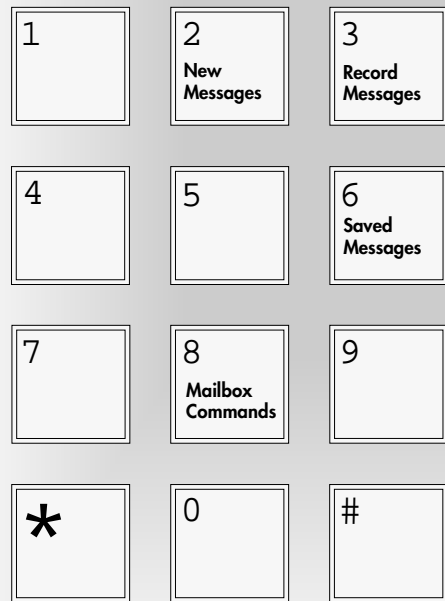 1
2
New
Messages
3
Record
Messages
4
5
6
Saved
Messages
7
8
Mailbox
Commands
9
*
0
#